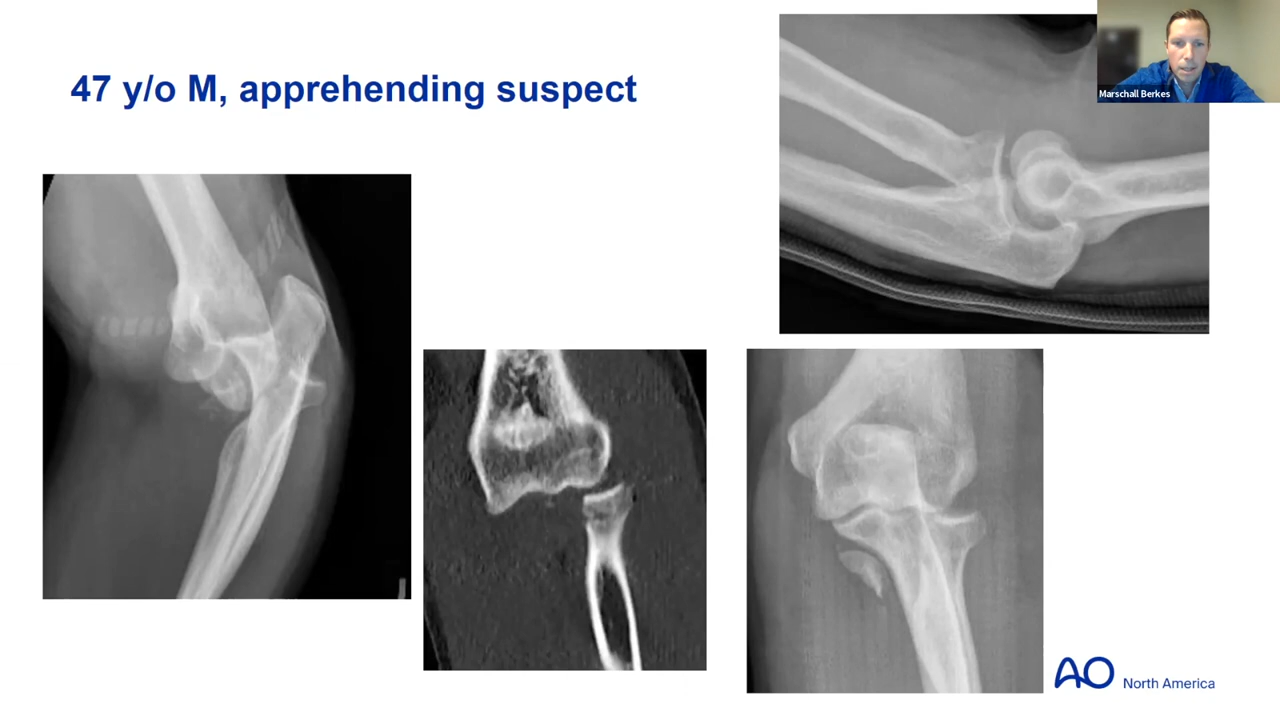 47 y/o M, apprehending suspect
Marschall Berkes
AO
North America